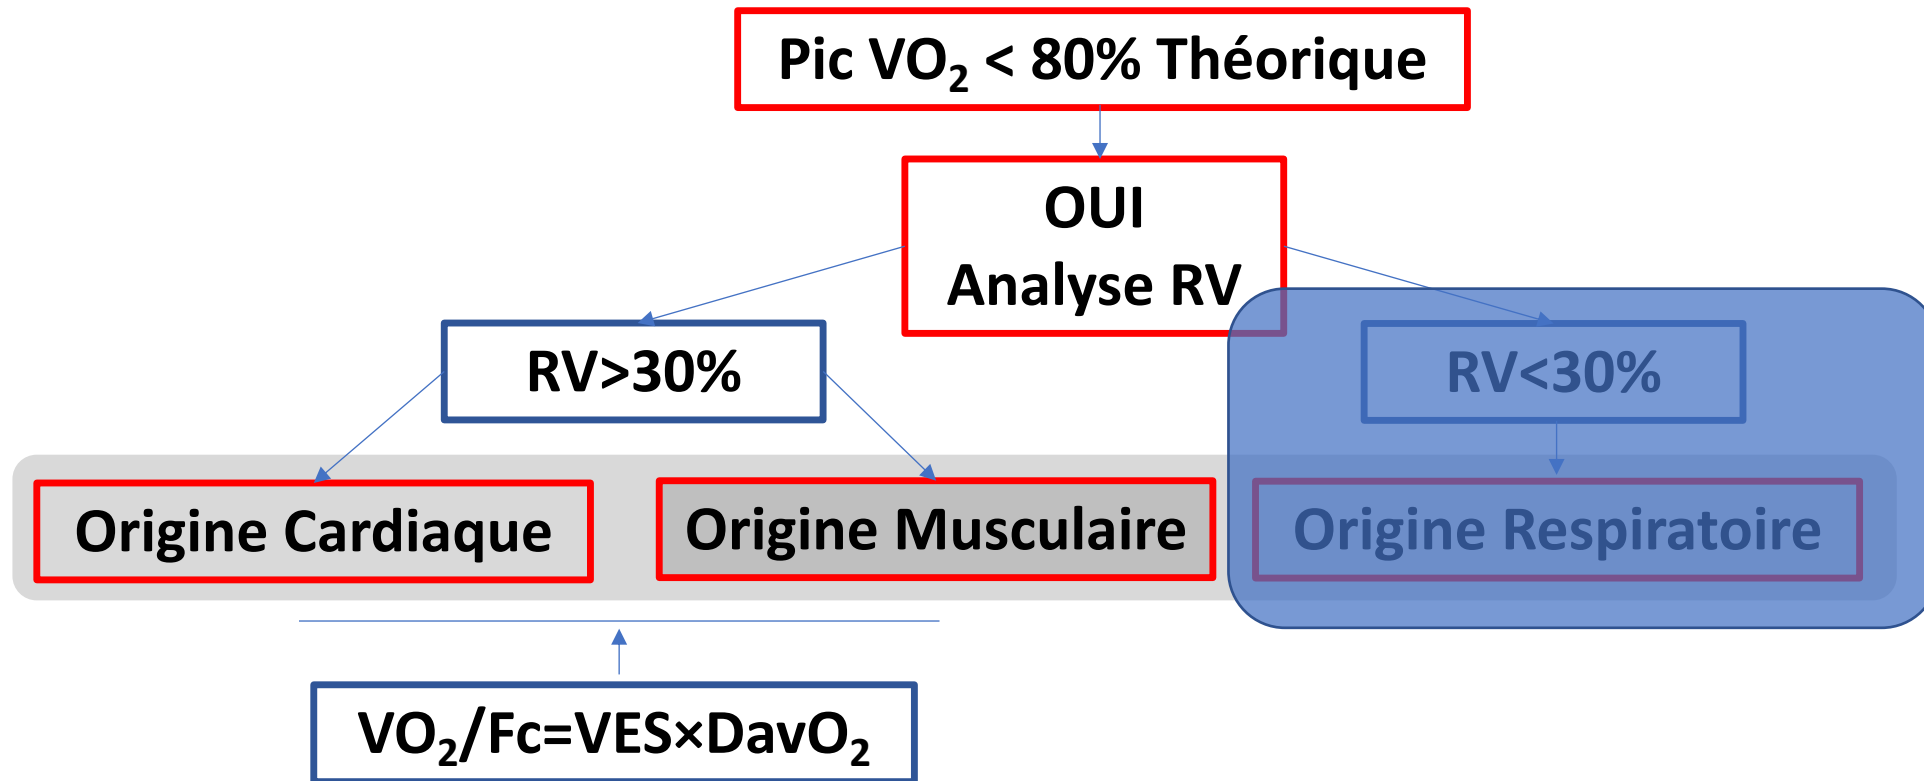 Pic VO₂ < 80% Théorique
OUI
Analyse RV
RV>30%
RV<30%
Origine Cardiaque
Origine Musculaire
Origine Respiratoire
VO₂/Fc=VES×DavO₂